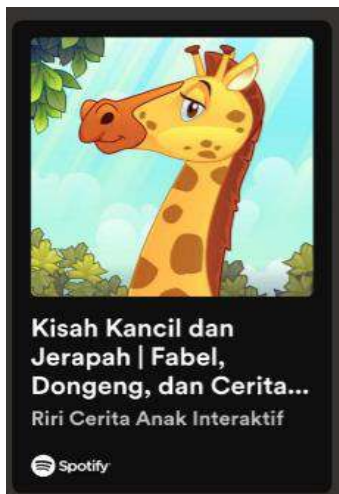 Kisah Kancil dan
Jerapah | Fabel,
Dongeng, dan Cerita...
Riri Cerita Anak Interaktif
Spotify